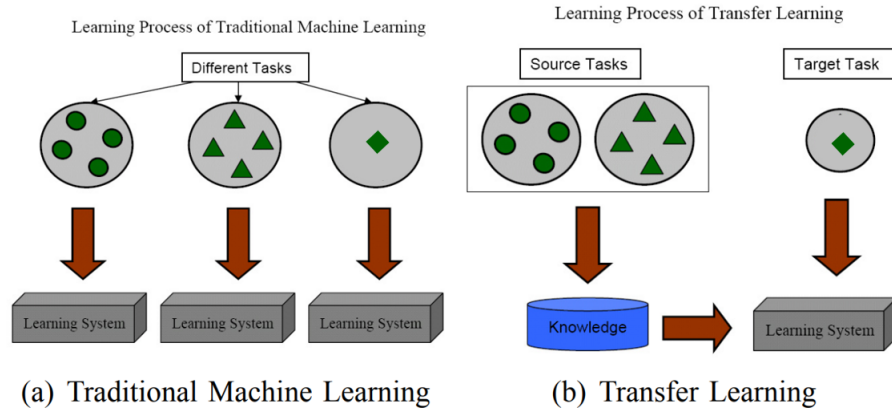 Learning Process of Traditional Machine Learning
Different Tasks
Learning System
Learning System
Learning System
(a) Traditional Machine Learning
Learning Process of Transfer Learning
Source Tasks
Target Task
Knowledge
Learning System
(b) Transfer Learning